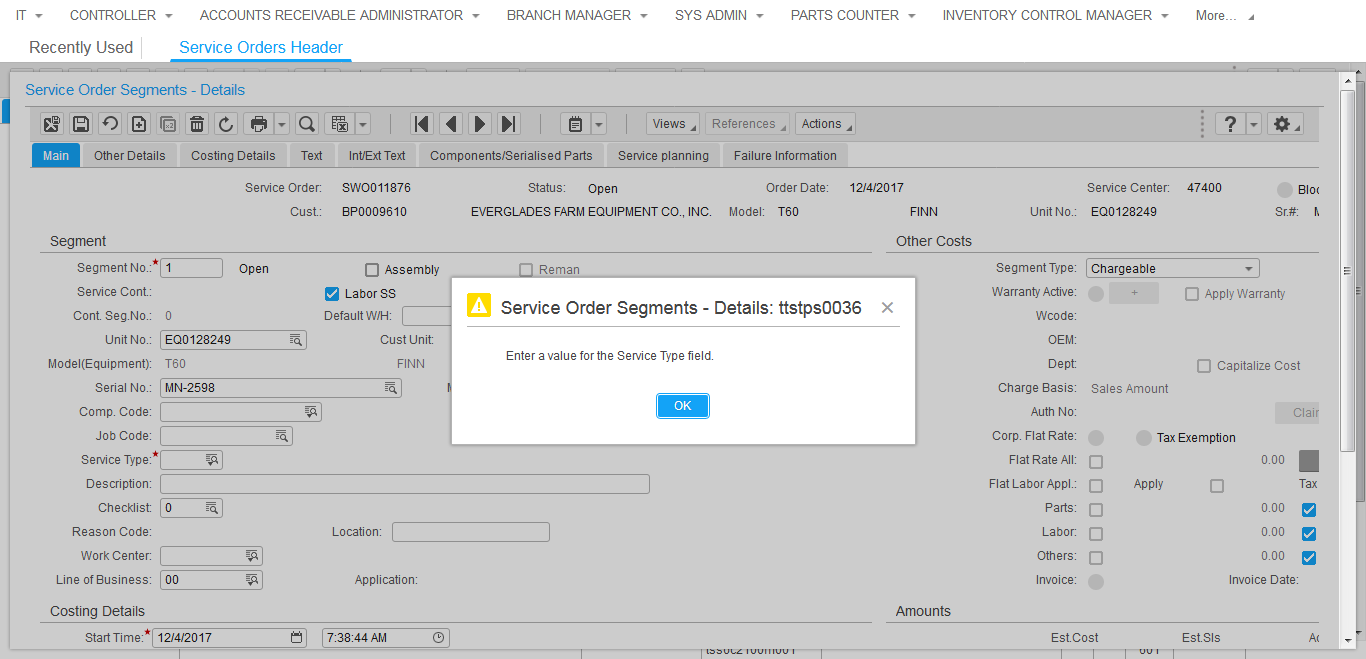 IT CONTROLLER ACCOUNTS RECEIVABLE ADMINISTRATOR BRANCH MANAGER SYS ADMIN PARTS COUNTER INVENTORY CONTROL MANAGER More...
Recently Used Service Orders Header
Service Order Segments - Details
Views References Actions ?
Main Other Details Costing Details Text Int/Ext Text Components/Serialised Parts Service planning Failure Information
Service Order: SWO011876 Status: Open Order Date: 12/4/2017 Service Center: 47400
Cust.: BP0009610 EVERGLADES FARM EQUIPMENT CO., INC. Model: T60 FINN Unit No.: EQ0128249 Sr.#:
Segment Other Costs
Segment No.:* 1 Open Assembly Reman Segment Type: Chargeable
Service Cont.: Labor SS Warranty Active: + Apply Warranty
Cont. Seg.No.: 0 Default W/H: Wcode:
Unit No.: EQ0128249 Cust Unit: OEM:
Model(Equipment): T60 FINN Dept: Capitalize Cost
Serial No.: MN-2598 Charge Basis: Sales Amount
Comp. Code: Auth No:
Job Code: Corp. Flat Rate: Tax Exemption
Service Type:* Flat Rate All: 0.00
Description: Flat Labor Appl.: Apply Tax
Checklist: 0 Parts: 0.00
Reason Code: Location: Labor: 0.00
Work Center: Others: 0.00
Line of Business: 00 Application: Invoice: Invoice Date:
Costing Details Amounts
Start Time:* 12/4/2017 7:38:44 AM Est.Cost Est.Sls
Service Order Segments - Details: ttstps0036
Enter a value for the Service Type field.
OK